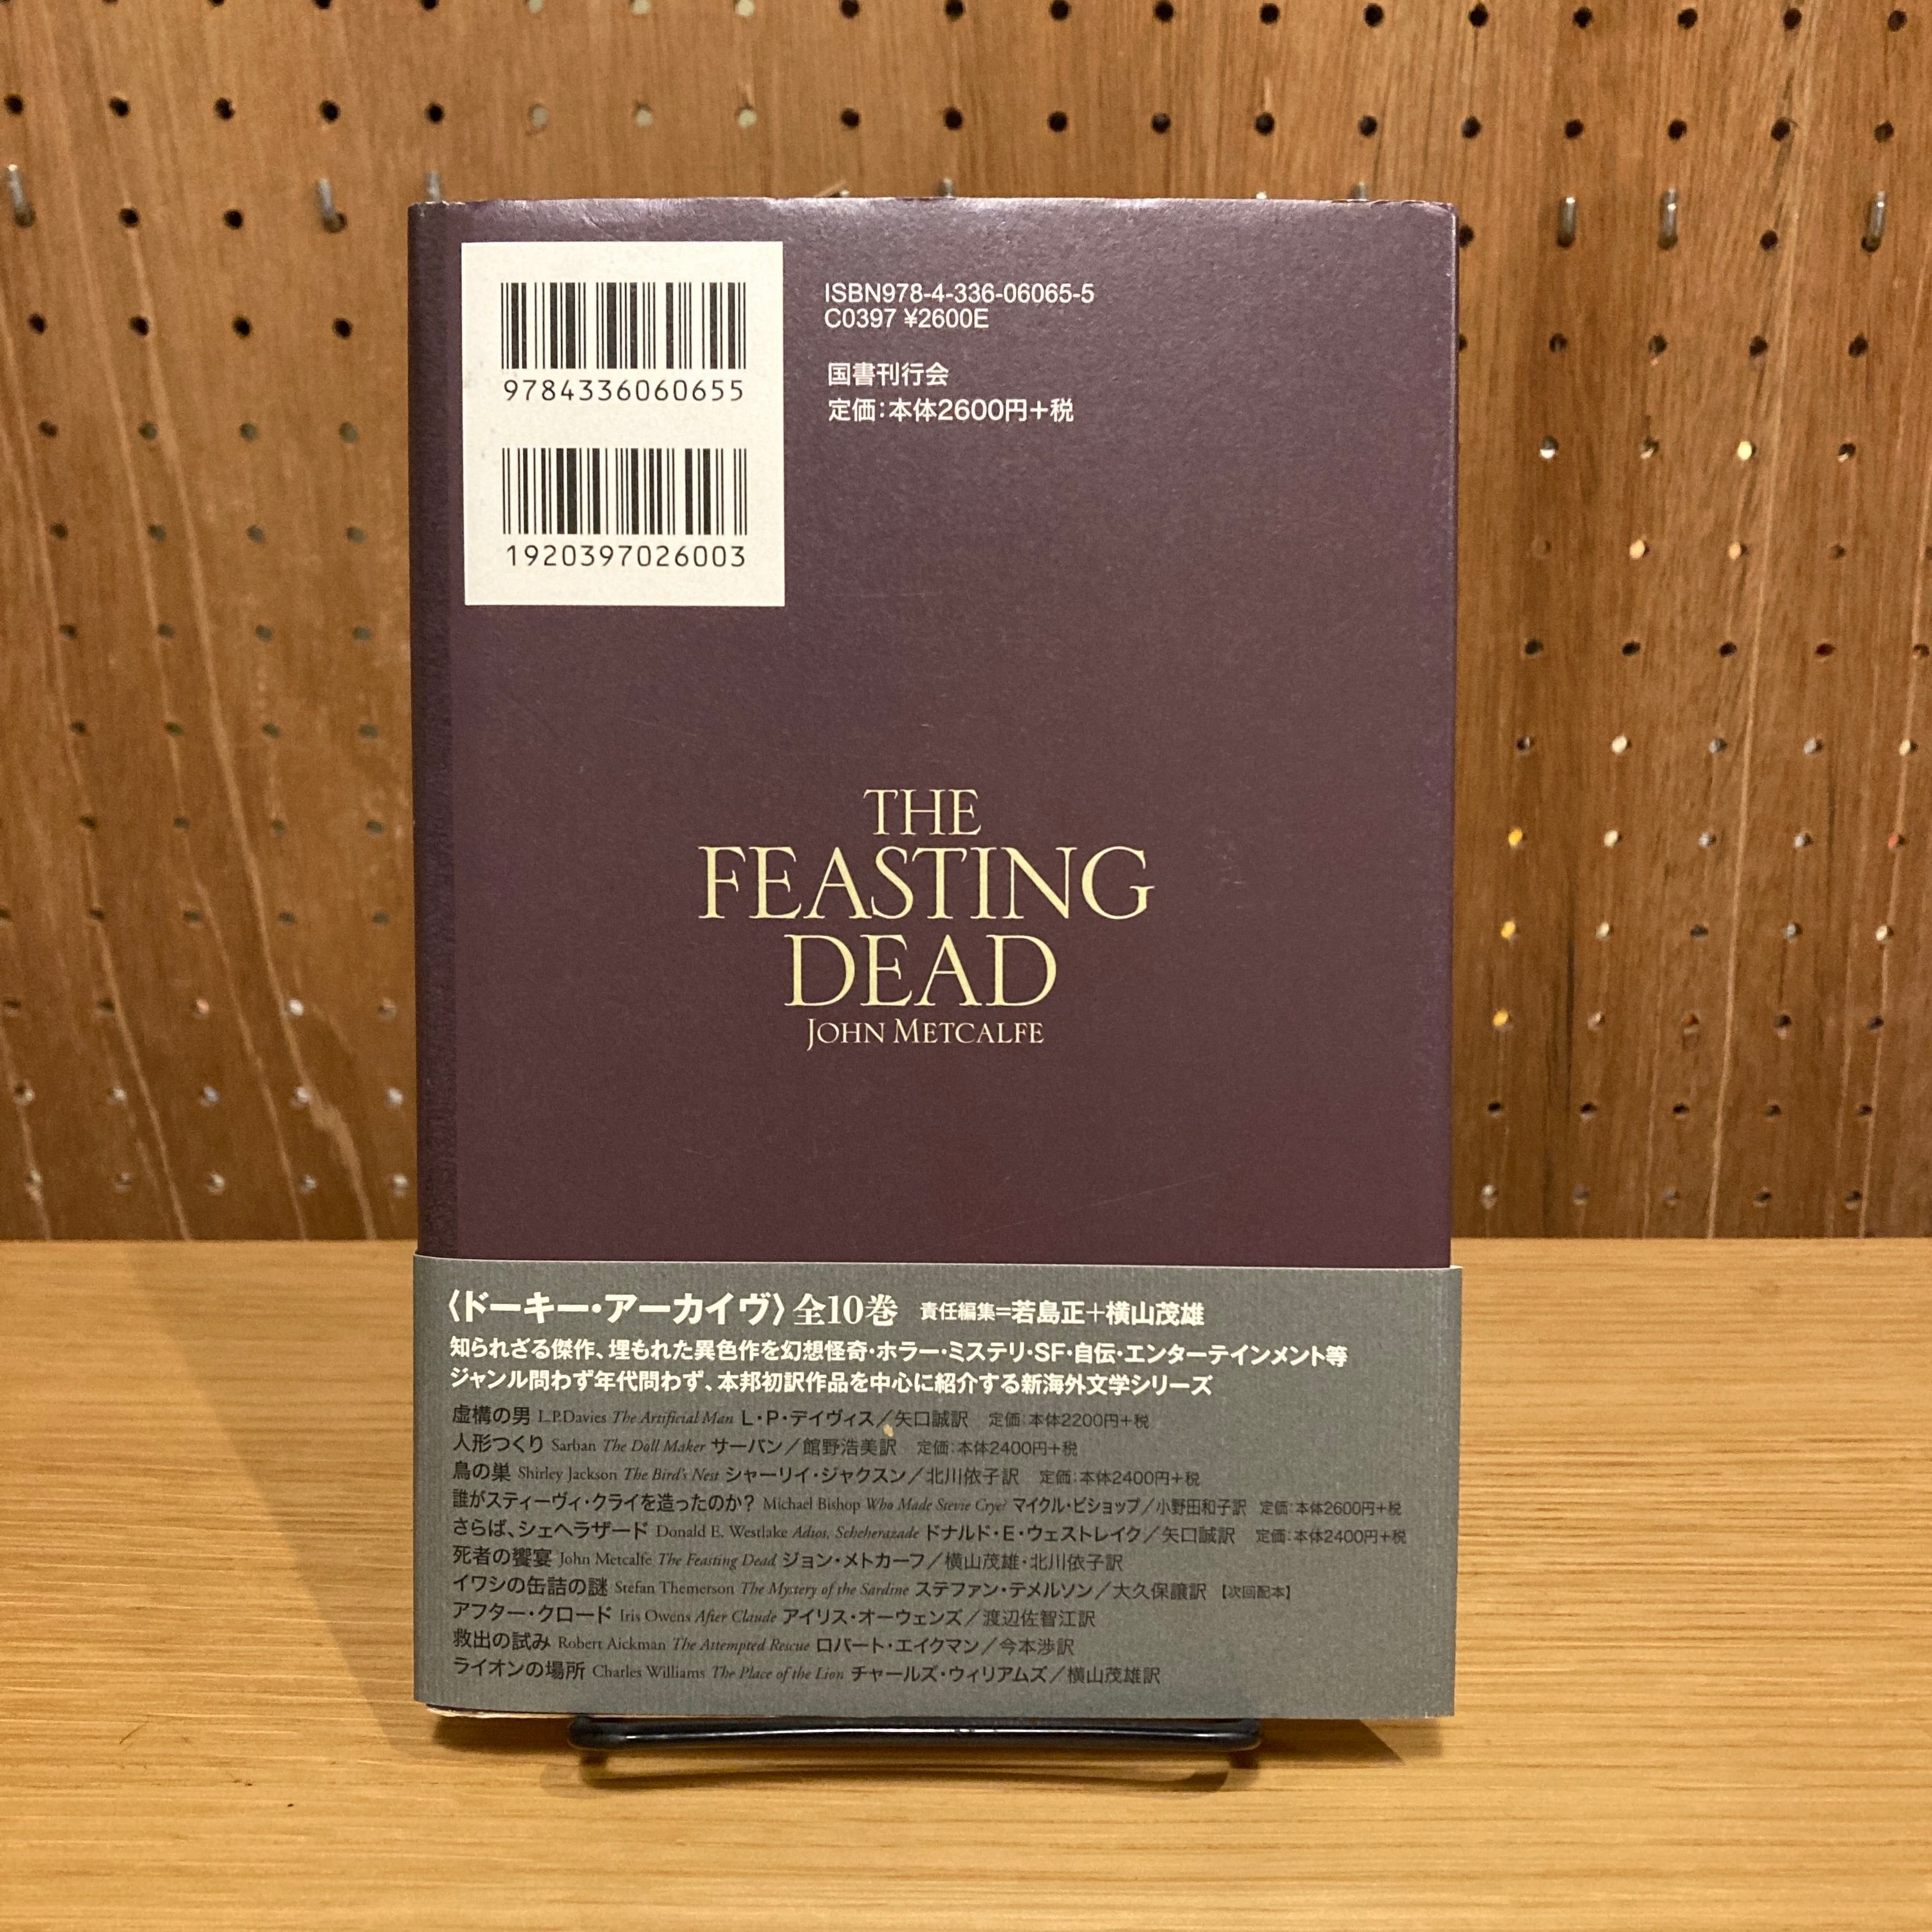 9784336060655
1920397026003
ISBN978-4-336-06065-5
C0397 ¥2600E
国書刊行会
定価：本体2600円+税
THE
FEASTING
DEAD
JOHN METCALFE
〈ドーキー・アーカイヴ〉全10巻 責任編集=若島正+横山茂雄
知られざる傑作、埋もれた異色作を幻想怪奇・ホラー・ミステリ・SF・自伝・エンターテインメント等
ジャンル問わず年代問わず、本邦初訳作品を中心に紹介する新海外文学シリーズ
虚構の男 L.P.Davies The Artificial Man L・P・デイヴィス／矢口誠訳 定価：本体2200円+税
人形つくり Sarban The Doll Maker サーバン／館野浩美訳 定価：本体2400円+税
鳥の巣 Shirley Jackson The Bird's Nest シャーリイ・ジャクスン／北川依子訳 定価：本体2400円+税
誰がスティーヴィ・クライを造ったのか？ Michael Bishop Who Made Stevie Crye? マイクル・ビショップ／小野田和子訳 定価：本体2600円+税
さらば、シェヘラザード Donald E. Westlake Adios, Scheherazade ドナルド・E・ウェストレイク／矢口誠訳 定価：本体2400円+税
死者の饗宴 John Metcalfe The Feasting Dead ジョン・メトカーフ／横山茂雄・北川依子訳
イワシの缶詰の謎 Stefan Themerson The Mystery of the Sardine ステファン・テメルソン／大久保譲訳 【次回配本】
アフター・クロード Iris Owens After Claude アイリス・オーウェンズ／渡辺佐智江訳
救出の試み Robert Aickman The Attempted Rescue ロバート・エイクマン／今本渉訳
ライオンの場所 Charles Williams The Place of the Lion チャールズ・ウィリアムズ／横山茂雄訳